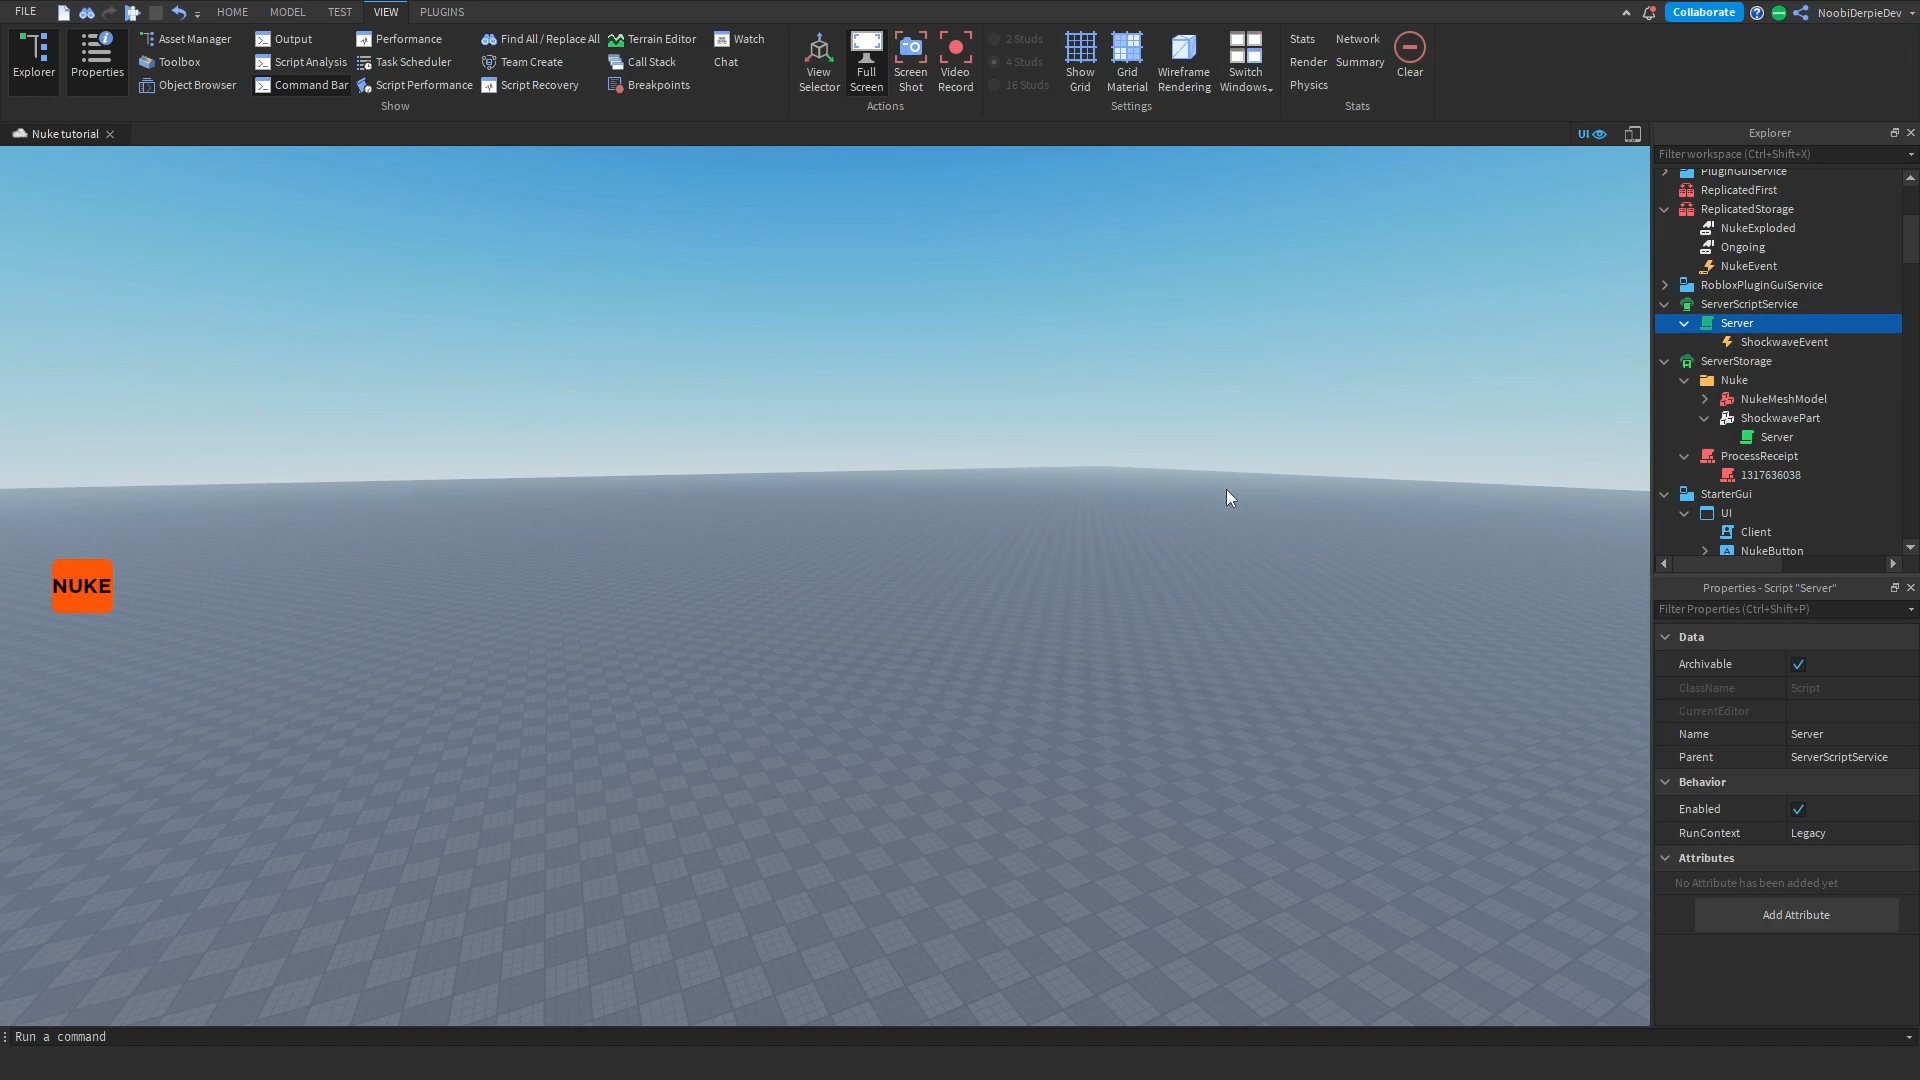 FILE
HOME
MODEL
TEST
VIEW
PLUGINS
Collaborate
NoobiDerpieDev
Explorer
Properties
Asset Manager
Toolbox
Object Browser
Output
Script Analysis
Command Bar
Performance
Task Scheduler
Script Performance
Find All / Replace All
Team Create
Script Recovery
Terrain Editor
Call Stack
Breakpoints
Watch
Chat
Show
View
Selector
Full
Screen
Screen
Shot
Video
Record
Actions
2 Studs
4 Studs
16 Studs
Show
Grid
Grid
Material
Wireframe
Rendering
Switch
Windows
Settings
Stats
Render
Physics
Network
Summary
Clear
Stats
Nuke tutorial
UI
NUKE
Explorer
Filter workspace (Ctrl+Shift+X)
PluginGuiService
ReplicatedFirst
ReplicatedStorage
NukeExploded
Ongoing
NukeEvent
RobloxPluginGuiService
ServerScriptService
Server
ShockwaveEvent
ServerStorage
Nuke
NukeMeshModel
ShockwavePart
Server
ProcessReceipt
1317636038
StarterGui
UI
Client
NukeButton
Properties - Script "Server"
Filter Properties (Ctrl+Shift+P)
Data
Archivable
ClassName Script
CurrentEditor
Name Server
Parent ServerScriptService
Behavior
Enabled
RunContext Legacy
Attributes
No Attribute has been added yet
Add Attribute
Run a command